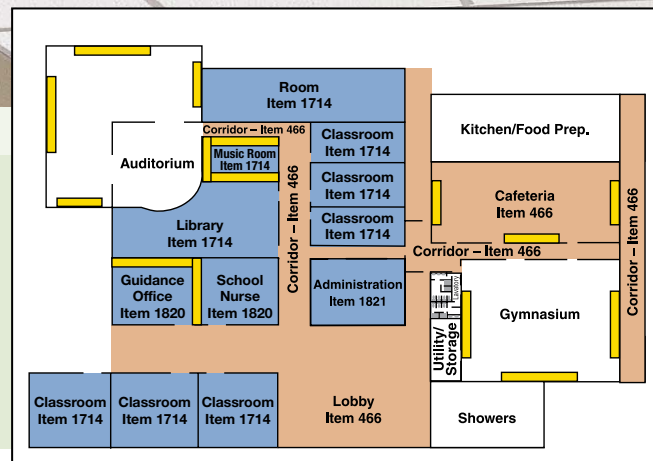 Room
Item 1714
Corridor – Item 466
Classroom
Item 1714
Kitchen/Food Prep.
Auditorium
Music Room
Item 1714
Classroom
Item 1714
Corridor – Item 466
Cafeteria
Item 466
Corridor – Item 466
Classroom
Item 1714
Library
Item 1714
Corridor – Item 466
Guidance
Office
Item 1820
School
Nurse
Item 1820
Administration
Item 1821
Lavatory
Gymnasium
Utility/
Storage
Classroom
Item 1714
Classroom
Item 1714
Classroom
Item 1714
Lobby
Item 466
Showers